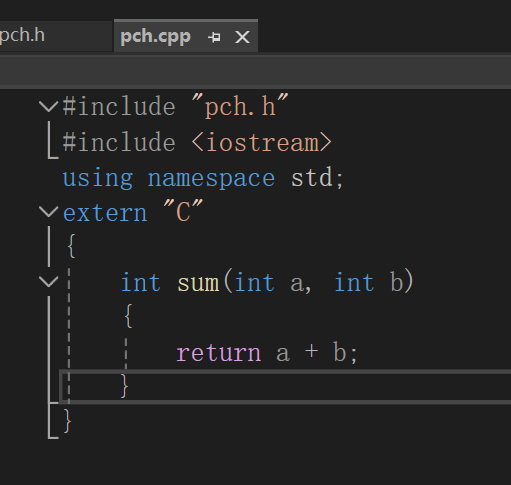 pch.h
pch.cpp
#include "pch.h"
#include <iostream>
using namespace std;
extern "C"
{
int sum(int a, int b)
{
return a + b;
}
}